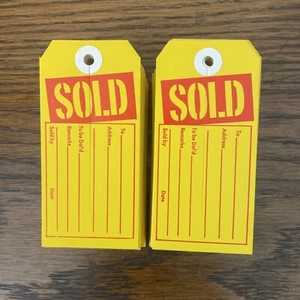 SOLD
To
Address
To be Del'd
Remarks
Sold by
Date
SOLD
To
Address
To be Del'd
Remarks
Sold by
Date